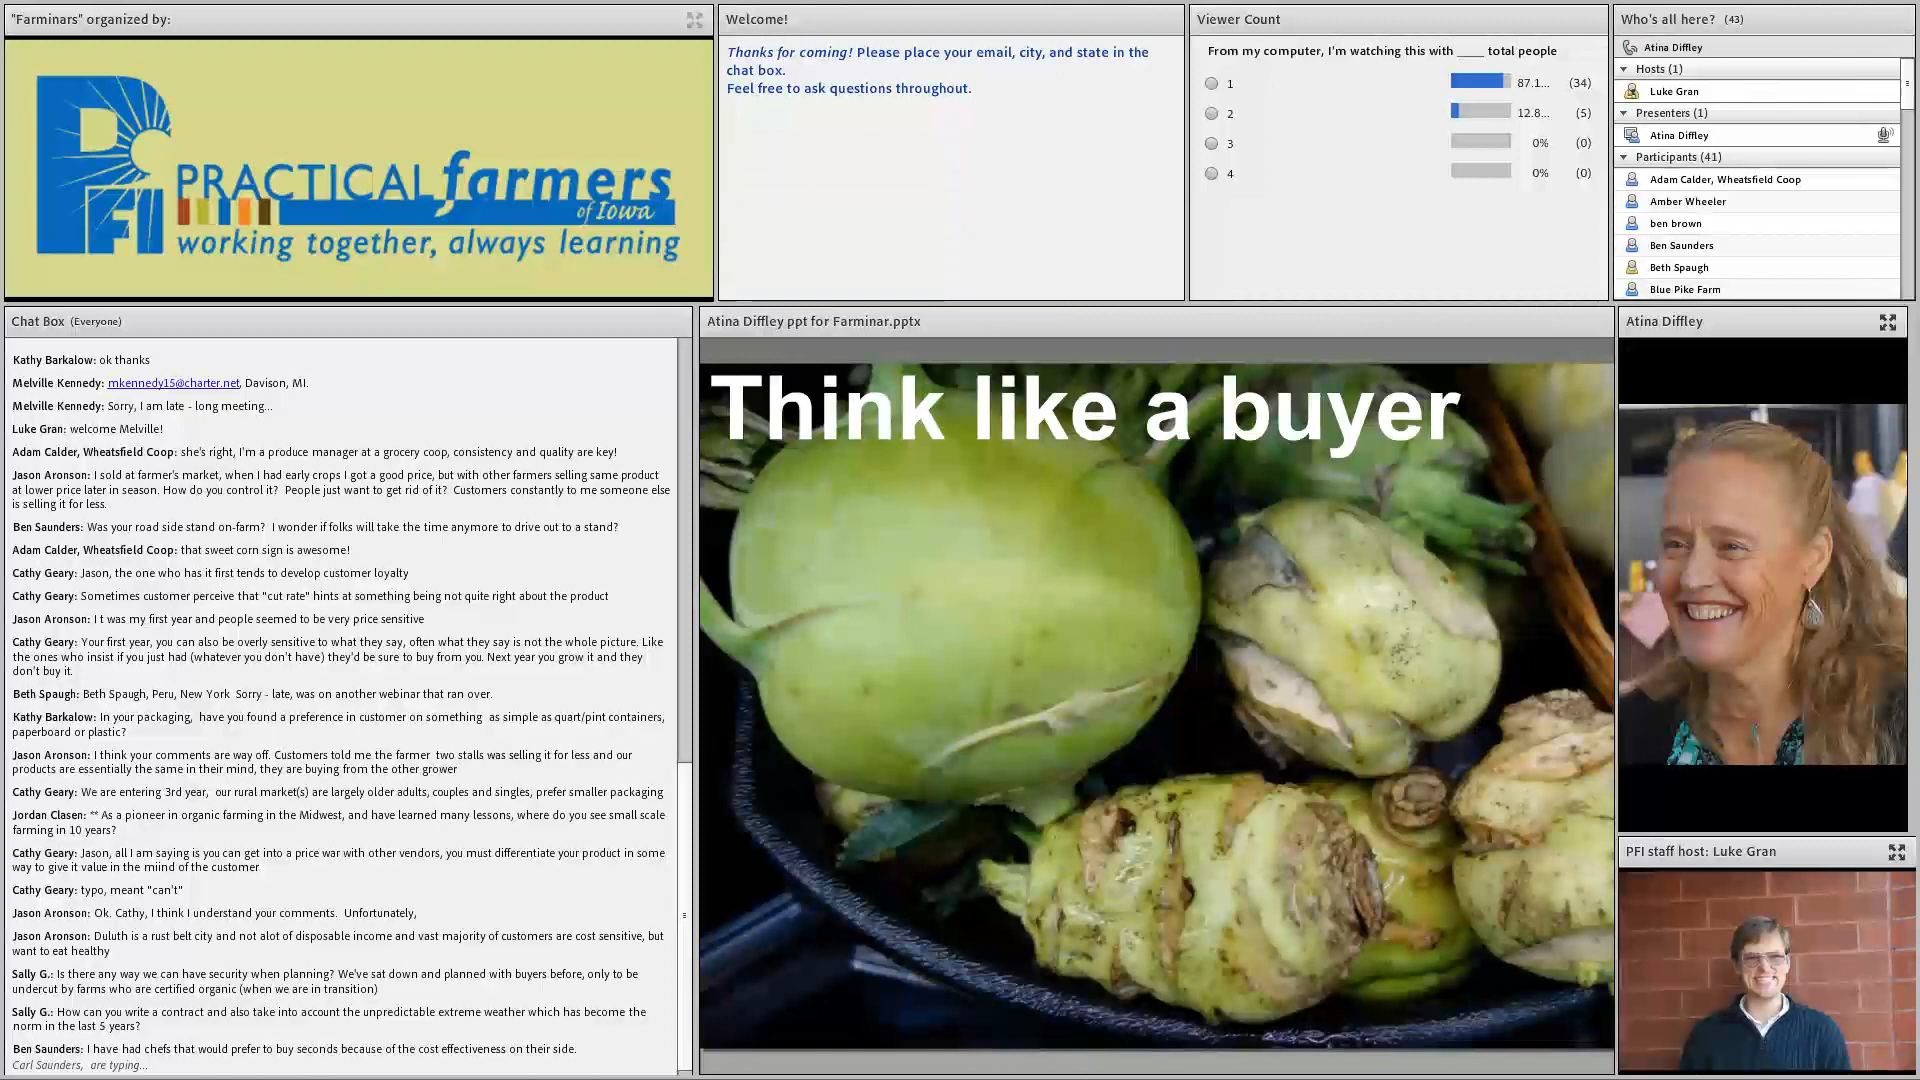 "Farminars" organized by:
PRACTICAL farmers
of Iowa
working together, always learning
PFI
Welcome!
Thanks for coming! Please place your email, city, and state in the
chat box.
Feel free to ask questions throughout.
Viewer Count
From my computer, I'm watching this with ____ total people
1 87.1... (34)
2 12.8... (5)
3 0% (0)
4 0% (0)
Who's all here? (43)
Atina Diffley
Hosts (1)
Luke Gran
Presenters (1)
Atina Diffley
Participants (41)
Adam Calder, Wheatsfield Coop
Amber Wheeler
ben brown
Ben Saunders
Beth Spaugh
Blue Pike Farm
Chat Box (Everyone)
Kathy Barkalow: ok thanks
Melville Kennedy: mkennedy15@charter.net, Davison, MI.
Melville Kennedy: Sorry, I am late - long meeting...
Luke Gran: welcome Melville!
Adam Calder, Wheatsfield Coop: she's right, I'm a produce manager at a grocery coop, consistency and quality are key!
Jason Aronson: I sold at farmer's market, when I had early crops I got a good price, but with other farmers selling same product
at lower price later in season. How do you control it? People just want to get rid of it? Customers constantly to me someone else
is selling it for less.
Ben Saunders: Was your road side stand on-farm? I wonder if folks will take the time anymore to drive out to a stand?
Adam Calder, Wheatsfield Coop: that sweet corn sign is awesome!
Cathy Geary: Jason, the one who has it first tends to develop customer loyalty
Cathy Geary: Sometimes customer perceive that "cut rate" hints at something being not quite right about the product
Jason Aronson: I t was my first year and people seemed to be very price sensitive
Cathy Geary: Your first year, you can also be overly sensitive to what they say, often what they say is not the whole picture. Like
the ones who insist if you just had (whatever you don't have) they'd be sure to buy from you. Next year you grow it and they
don't buy it.
Beth Spaugh: Beth Spaugh, Peru, New York Sorry - late, was on another webinar that ran over.
Kathy Barkalow: In your packaging, have you found a preference in customer on something as simple as quart/pint containers,
paperboard or plastic?
Jason Aronson: I think your comments are way off. Customers told me the farmer two stalls was selling it for less and our
products are essentially the same in their mind, they are buying from the other grower
Cathy Geary: We are entering 3rd year, our rural market(s) are largely older adults, couples and singles, prefer smaller packaging
Jordan Clasen: ** As a pioneer in organic farming in the Midwest, and have learned many lessons, where do you see small scale
farming in 10 years?
Cathy Geary: Jason, all I am saying is you can get into a price war with other vendors, you must differentiate your product in some
way to give it value in the miind of the customer
Cathy Geary: typo, meant "can't"
Jason Aronson: Ok. Cathy, I think I understand your comments. Unfortunately,
Jason Aronson: Duluth is a rust belt city and not alot of disposable income and vast majority of customers are cost sensitive, but
want to eat healthy
Sally G.: Is there any way we can have security when planning? We've sat down and planned with buyers before, only to be
undercut by farms who are certified organic (when we are in transition)
Sally G.: How can you write a contract and also take into account the unpredictable extreme weather which has become the
norm in the last 5 years?
Ben Saunders: I have had chefs that would prefer to buy seconds because of the cost effectiveness on their side.
Carl Saunders, are typing...
Atina Diffley ppt for Farminar.pptx
Think like a buyer
Atina Diffley
PFI staff host: Luke Gran